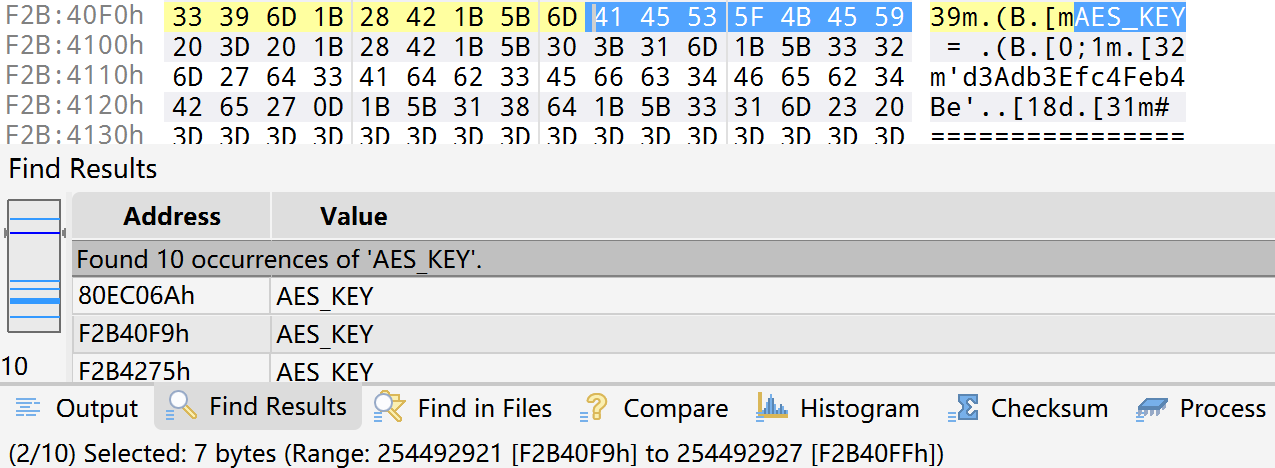 F2B:40F0h 33 39 6D 1B 28 42 1B 5B 6D 41 45 53 5F 4B 45 59 39m.(B.[mAES_KEY
F2B:4100h 20 3D 20 1B 28 42 1B 5B 30 3B 31 6D 1B 5B 33 32 = .(B.[0;1m.[32
F2B:4110h 6D 27 64 33 41 64 62 33 45 66 63 34 46 65 62 34 m'd3Adb3Efc4Feb4
F2B:4120h 42 65 27 0D 1B 5B 31 38 64 1B 5B 33 31 6D 23 20 Be'..[18d.[31m#
F2B:4130h 3D 3D 3D 3D 3D 3D 3D 3D 3D 3D 3D 3D 3D 3D 3D 3D ================
Find Results
Address Value
Found 10 occurrences of 'AES_KEY'.
80EC06Ah AES_KEY
F2B40F9h AES_KEY
F2B4275h AES_KEY
10
Output Find Results Find in Files Compare Histogram Checksum Process
(2/10) Selected: 7 bytes (Range: 254492921 [F2B40F9h] to 254492927 [F2B40FFh])